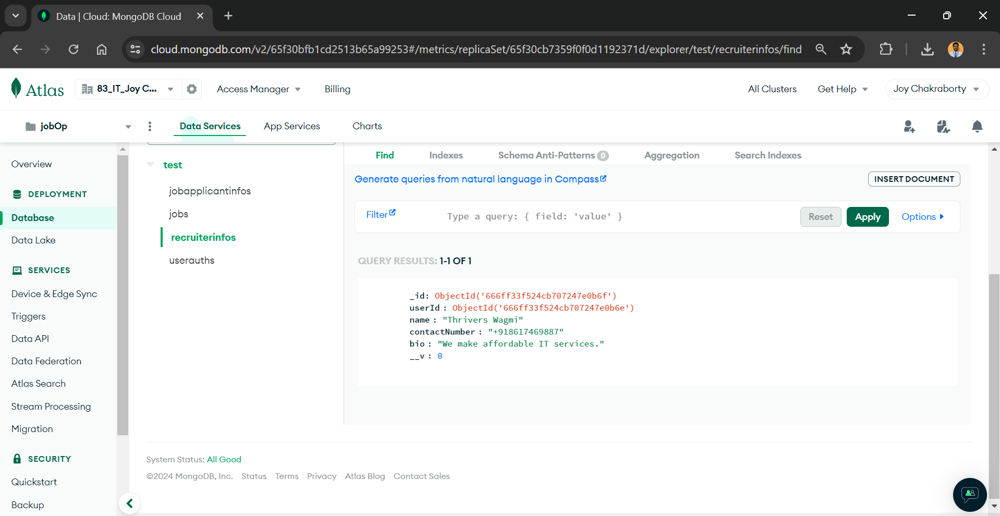 Data | Cloud: MongoDB Cloud
cloud.mongodb.com/v2/65f30bfb1cd2513b65a99253#/metrics/replicaSet/65f30cb7359f0f0d1192371d/explorer/test/recruiterinfos/find
Atlas
83_IT_Joy C...
Access Manager
Billing
All Clusters
Get Help
Joy Chakraborty
jobOp
Data Services
App Services
Charts
Overview
DEPLOYMENT
Database
Data Lake
SERVICES
Device & Edge Sync
Triggers
Data API
Data Federation
Atlas Search
Stream Processing
Migration
SECURITY
Quickstart
Backup
test
jobapplicantinfos
jobs
recruiterinfos
userauths
Find
Indexes
Schema Anti-Patterns 0
Aggregation
Search Indexes
Generate queries from natural language in Compass
INSERT DOCUMENT
Filter
Type a query: { field: 'value' }
Reset
Apply
Options
QUERY RESULTS: 1-1 OF 1
_id: ObjectId('666ff33f524cb707247e0b6f')
userId : ObjectId('666ff33f524cb707247e0b6e')
name : "Thrivers Wagmi"
contactNumber : "+918617469887"
bio : "We make affordable IT services."
__v : 0
System Status: All Good
©2024 MongoDB, Inc. Status Terms Privacy Atlas Blog Contact Sales